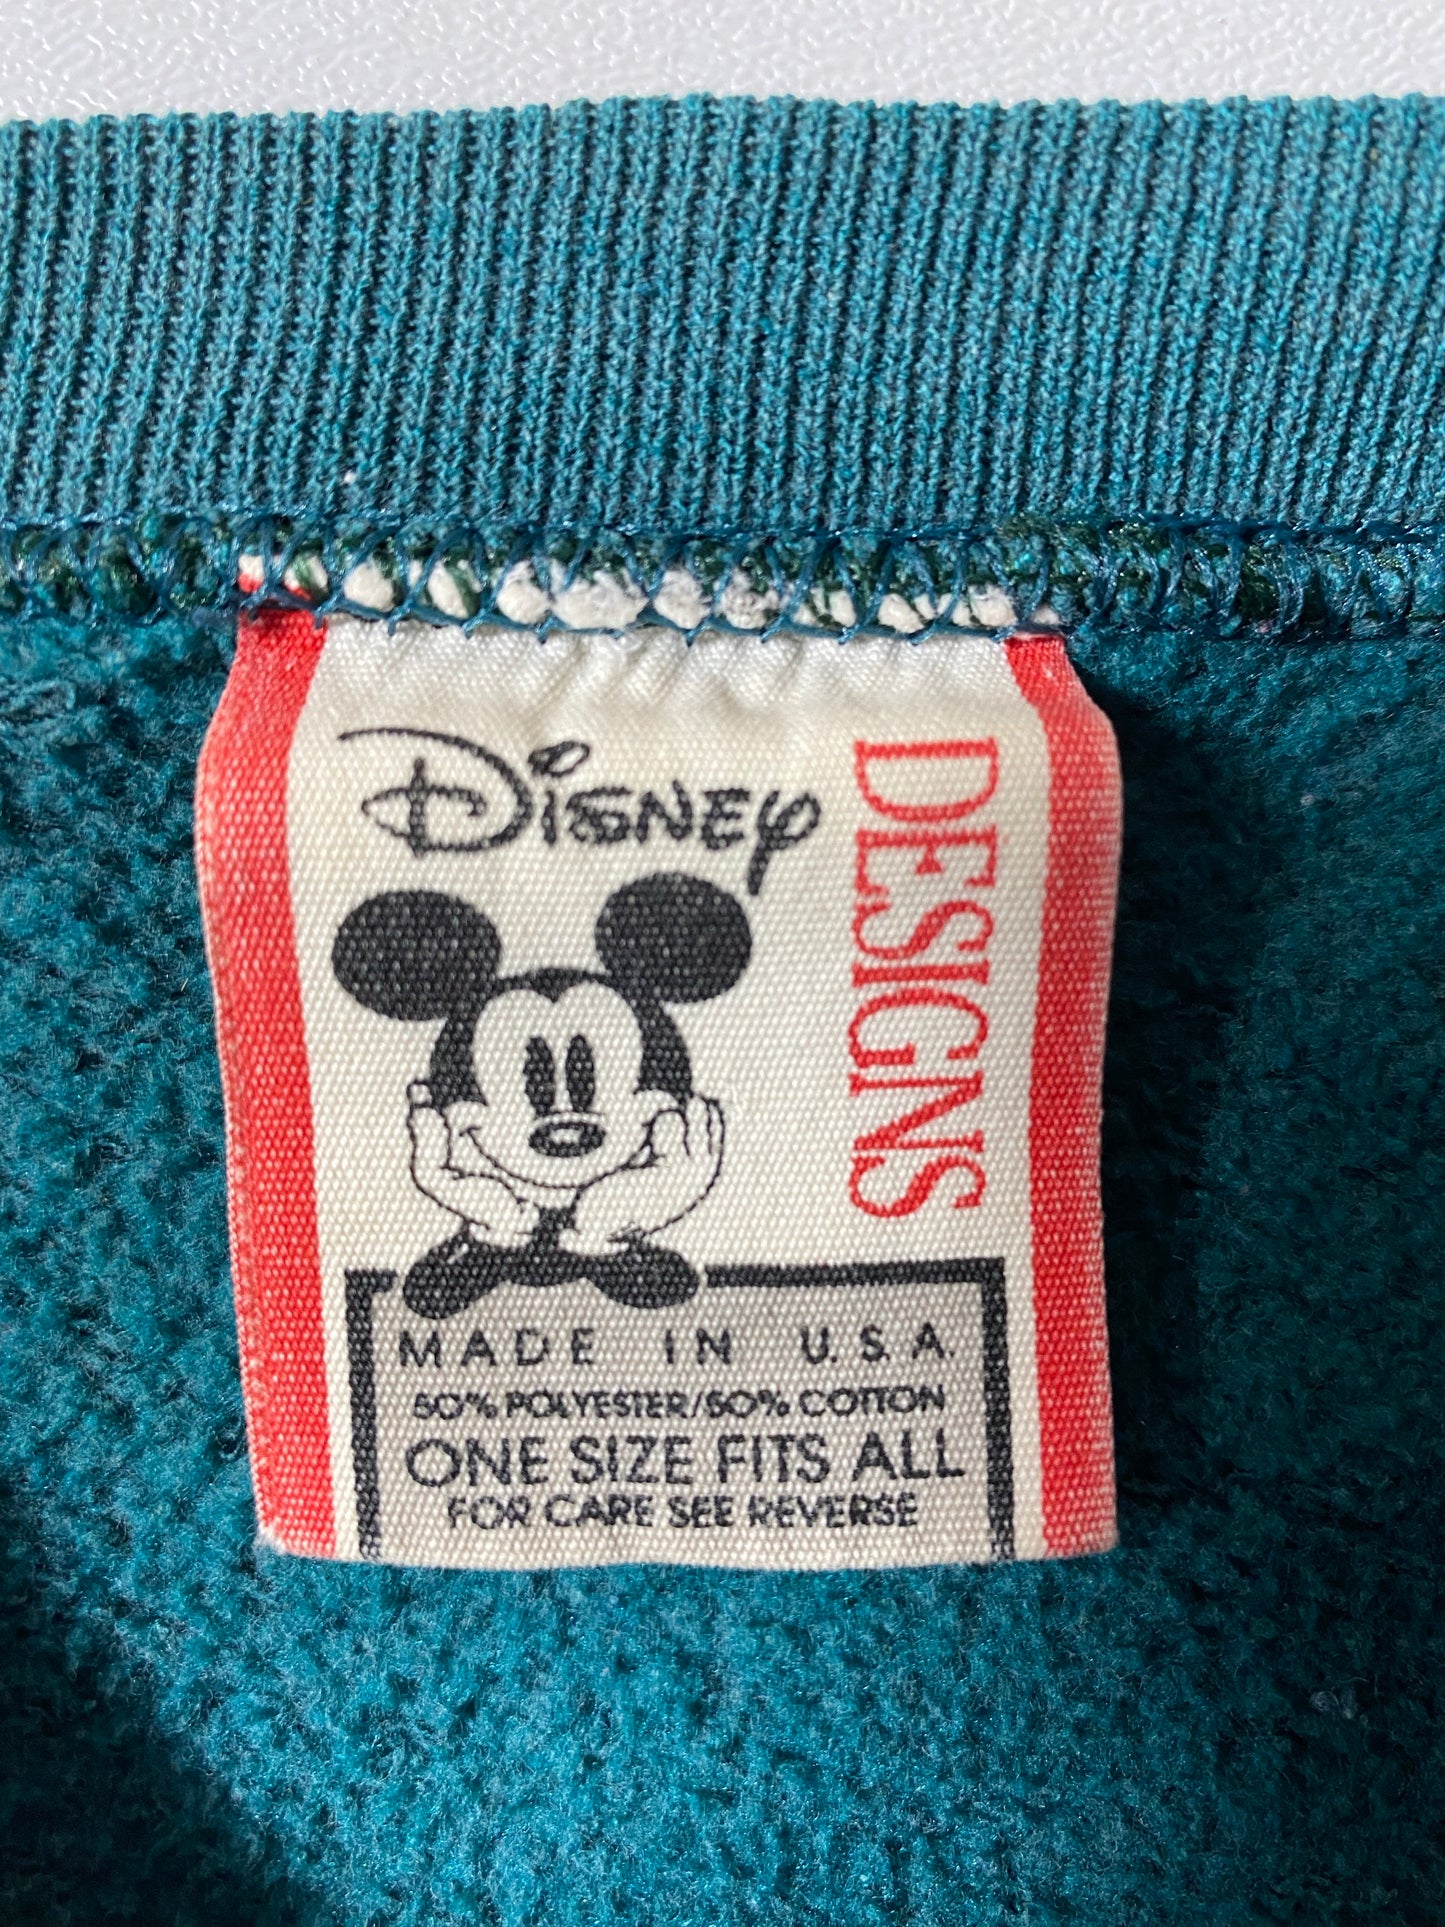 Disney
DESIGNS
MADE IN U.S.A.
50% POLYESTER/50% COTTON
ONE SIZE FITS ALL
FOR CARE SEE REVERSE